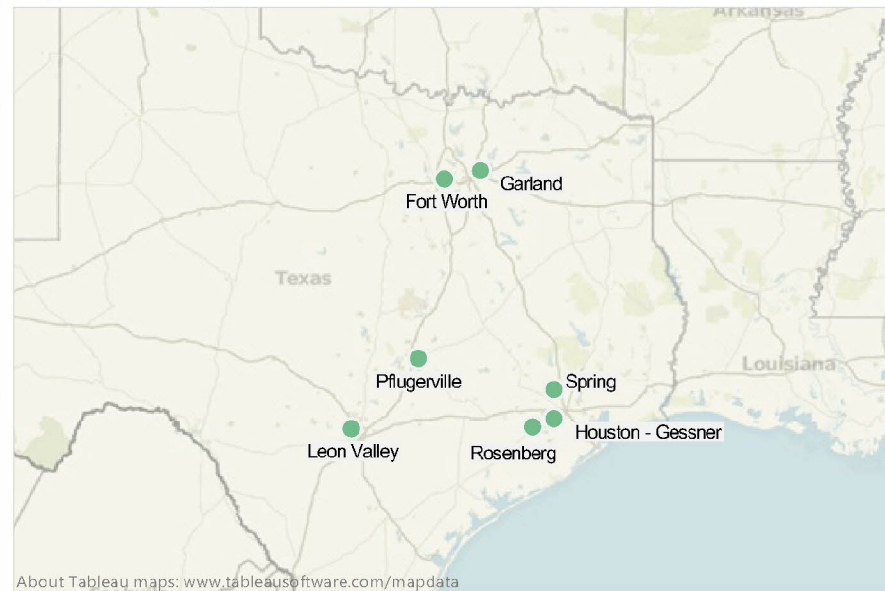 Arkansas
Garland
Fort Worth
Texas
Louisiana
Pflugerville
Spring
Houston - Gessner
Leon Valley
Rosenberg
About Tableau maps: www.tableausoftware.com/mapdata